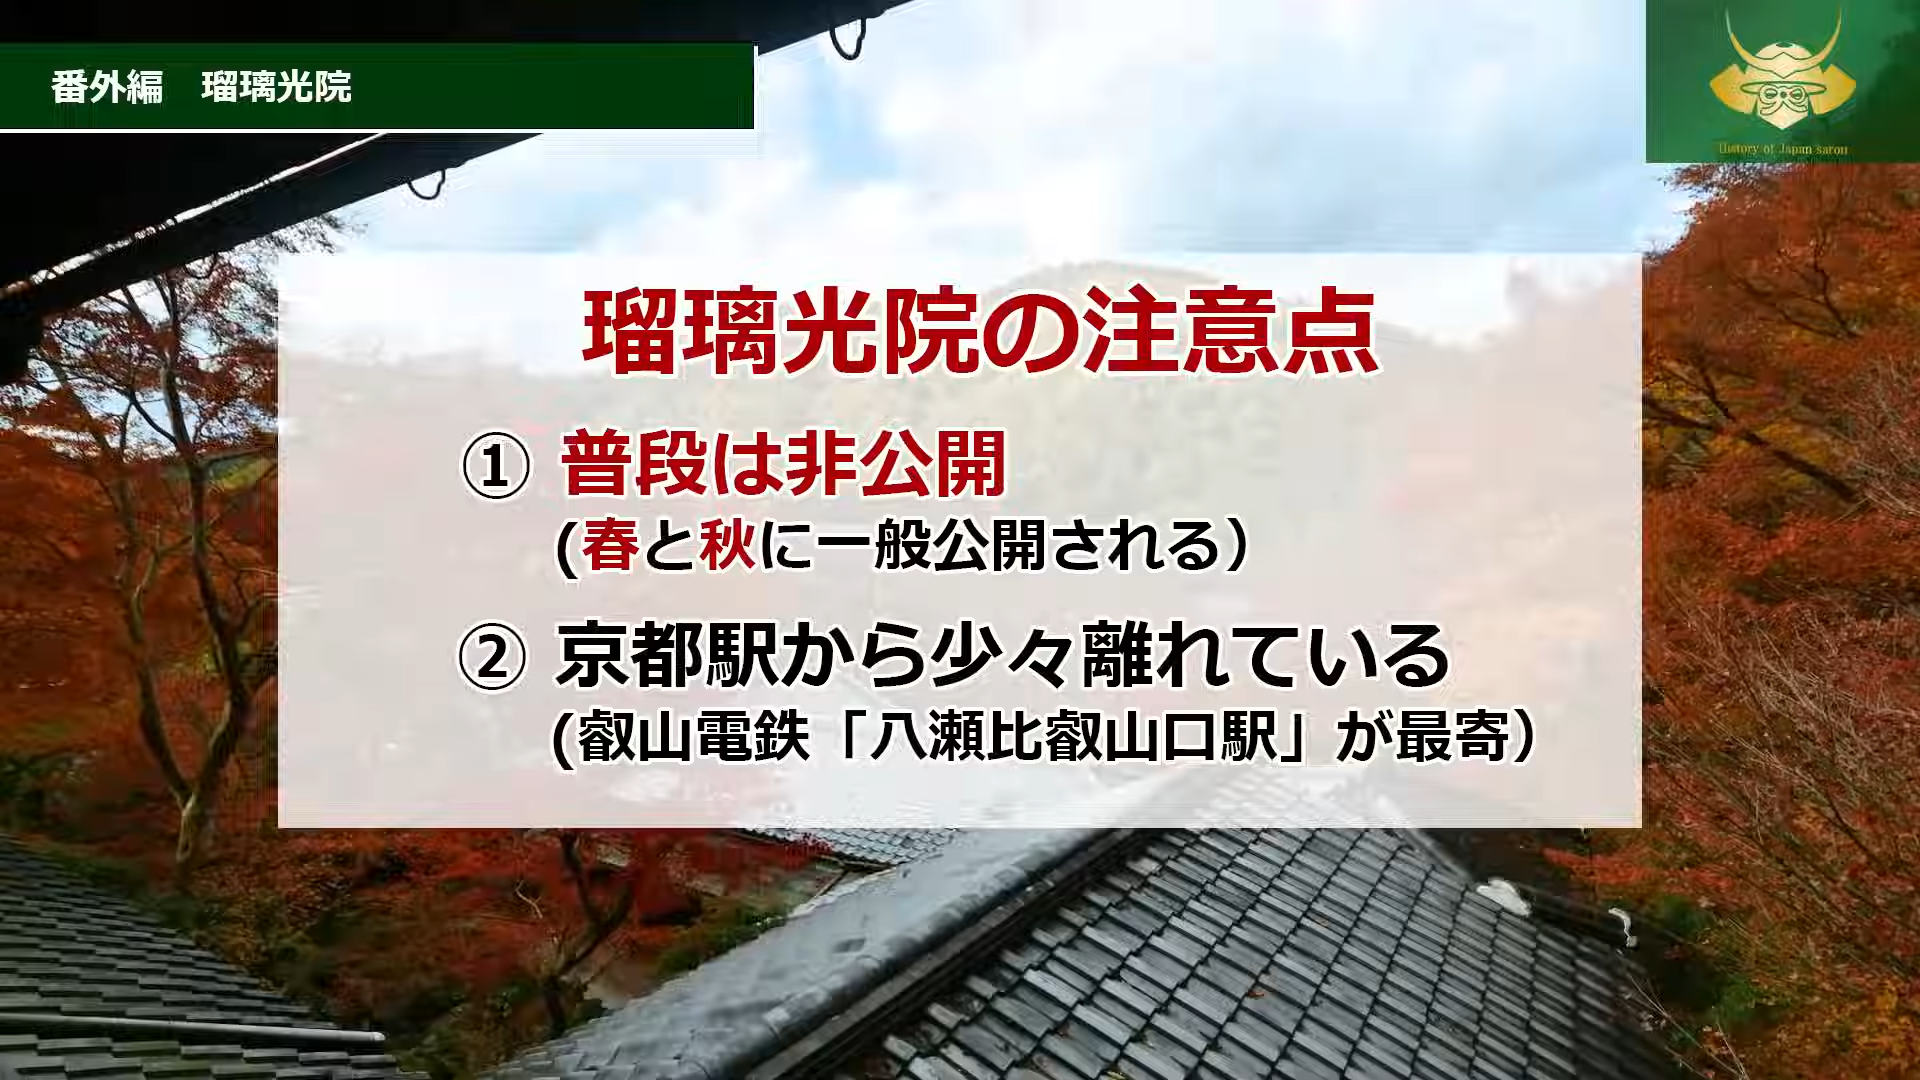 番外編　瑠璃光院
History of Japan saron
瑠璃光院の注意点
① 普段は非公開
(春と秋に一般公開される）
② 京都駅から少々離れている
(叡山電鉄「八瀬比叡山口駅」が最寄）